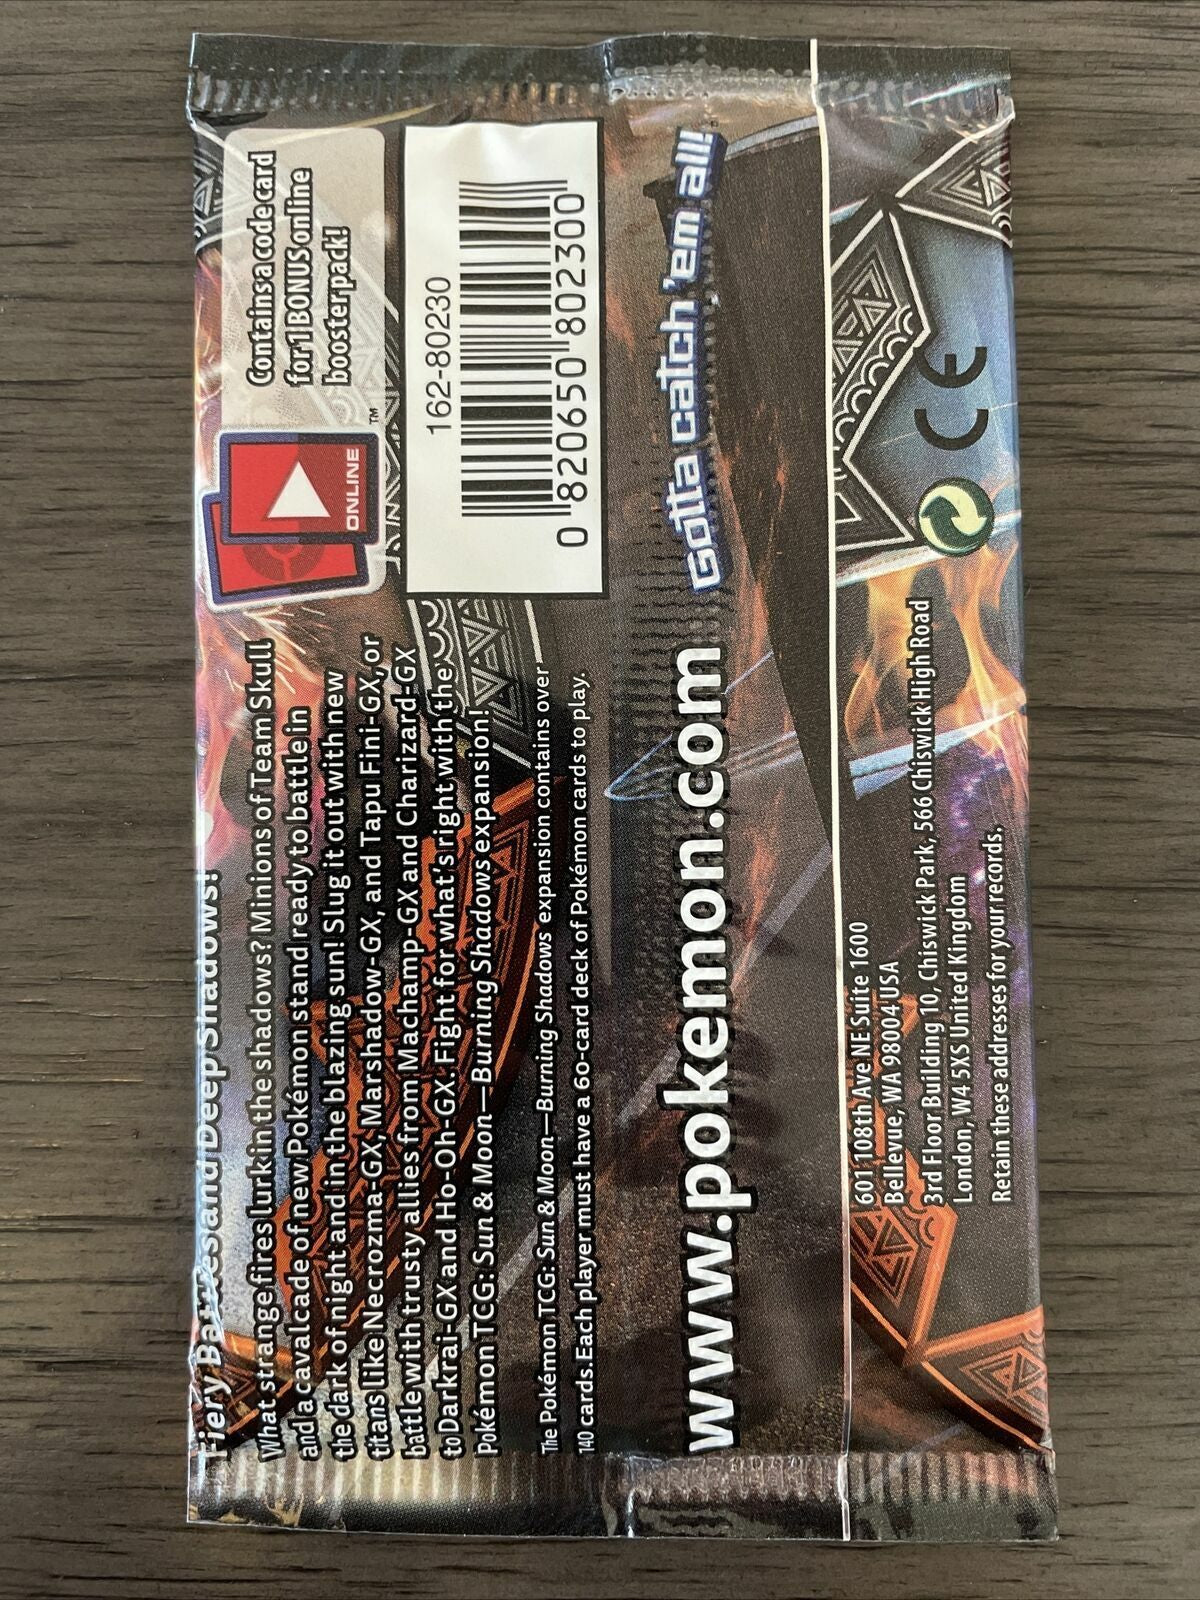 Fiery Battles and Deep Shadows!
What strange fires lurk in the shadows? Minions of Team Skull
and a cavalcade of new Pokémon stand ready to battle in
the dark of night and in the blazing sun! Slug it out with new
titans like Necrozma-GX, Marshadow-GX, and Tapu Fini-GX, or
battle with trusty allies from Machamp-GX and Charizard-GX
to Darkrai-GX and Ho-Oh-GX. Fight for what's right with the
Pokémon TCG: Sun & Moon—Burning Shadows expansion!
The Pokémon TCG: Sun & Moon—Burning Shadows expansion contains over
140 cards. Each player must have a 60-card deck of Pokémon cards to play.
ONLINE
TM
Contains a code card
for 1 BONUS online
booster pack!
162-80230
0 820650 802300
www.pokemon.com
Gotta catch 'em all!
601 108th Ave NE Suite 1600
Bellevue, WA 98004 USA
3rd Floor Building 10, Chiswick Park, 566 Chiswick High Road
London, W4 5XS United Kingdom
Retain these addresses for your records.
CE